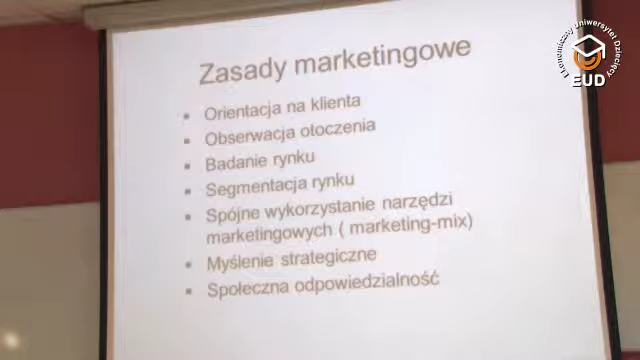 Zasady marketingowe
Orientacja na klienta
Obserwacja otoczenia
Badanie rynku
Segmentacja rynku
Spójne wykorzystanie narzędzi
marketingowych ( marketing-mix)
Myślenie strategiczne
Społeczna odpowiedzialność
Ekonomiczny Uniwersytet Dziecięcy
EUD